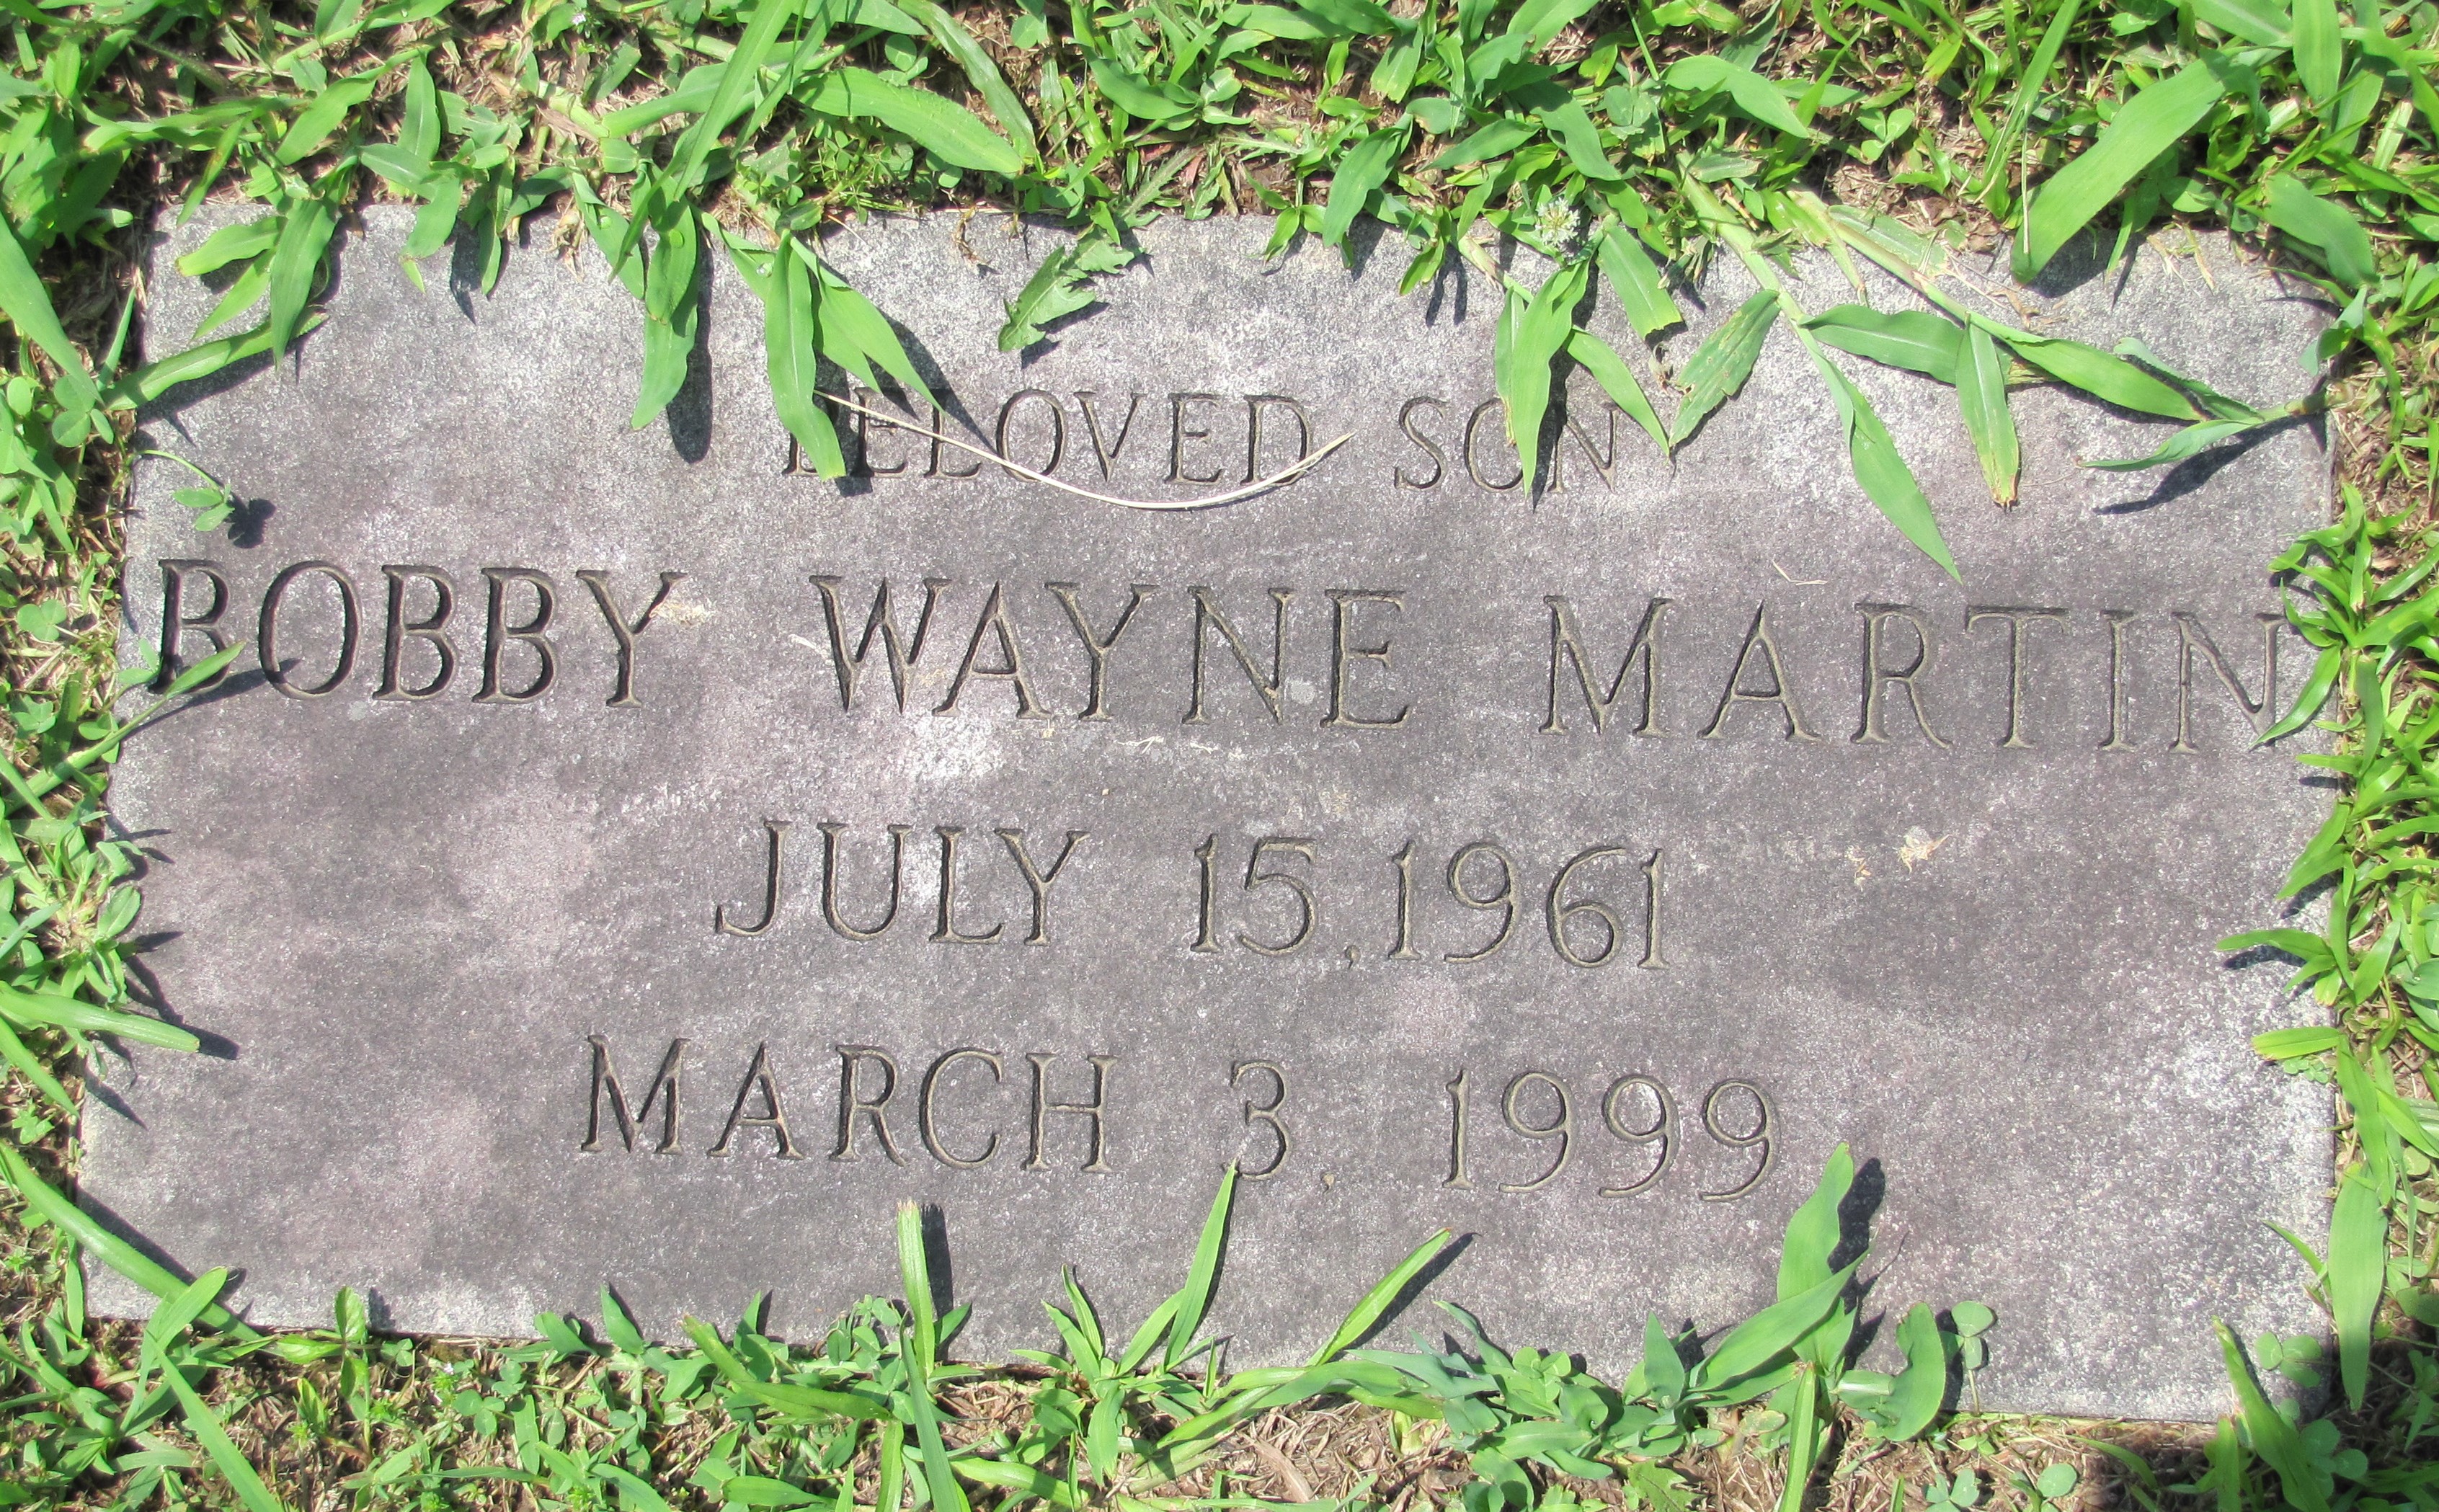 BELOVED SON
BOBBY WAYNE MARTIN
JULY 15, 1961
MARCH 3, 1999